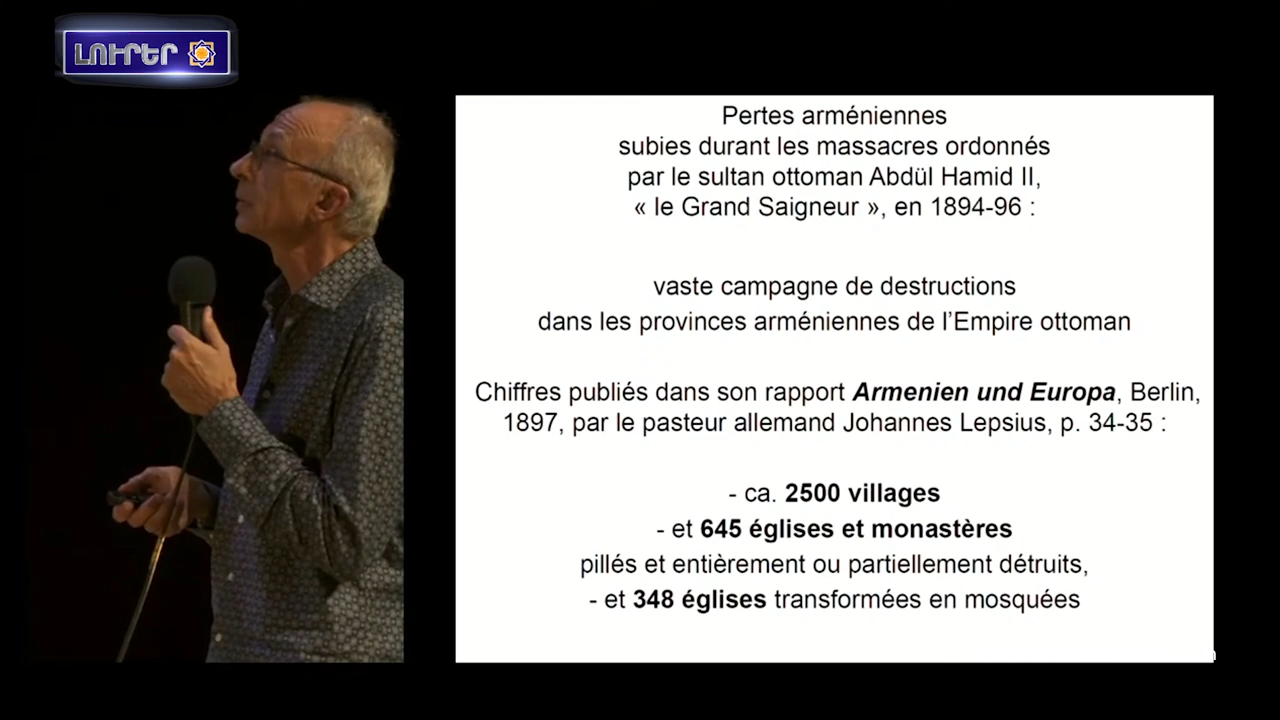 ԼՈՒՐԵՐ
Pertes arméniennes
subies durant les massacres ordonnés
par le sultan ottoman Abdül Hamid II,
« le Grand Saigneur », en 1894-96 :
vaste campagne de destructions
dans les provinces arméniennes de l’Empire ottoman
Chiffres publiés dans son rapport Armenien und Europa, Berlin,
1897, par le pasteur allemand Johannes Lepsius, p. 34-35 :
- ca. 2500 villages
- et 645 églises et monastères
pillés et entièrement ou partiellement détruits,
- et 348 églises transformées en mosquées